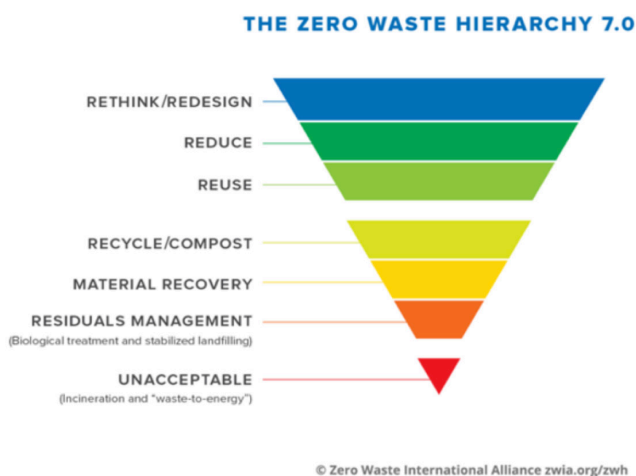 THE ZERO WASTE HIERARCHY 7.0
RETHINK/REDESIGN
REDUCE
REUSE
RECYCLE/COMPOST
MATERIAL RECOVERY
RESIDUALS MANAGEMENT
(Biological treatment and stabilized landfilling)
UNACCEPTABLE
(Incineration and "waste-to-energy")
© Zero Waste International Alliance zwia.org/zwh